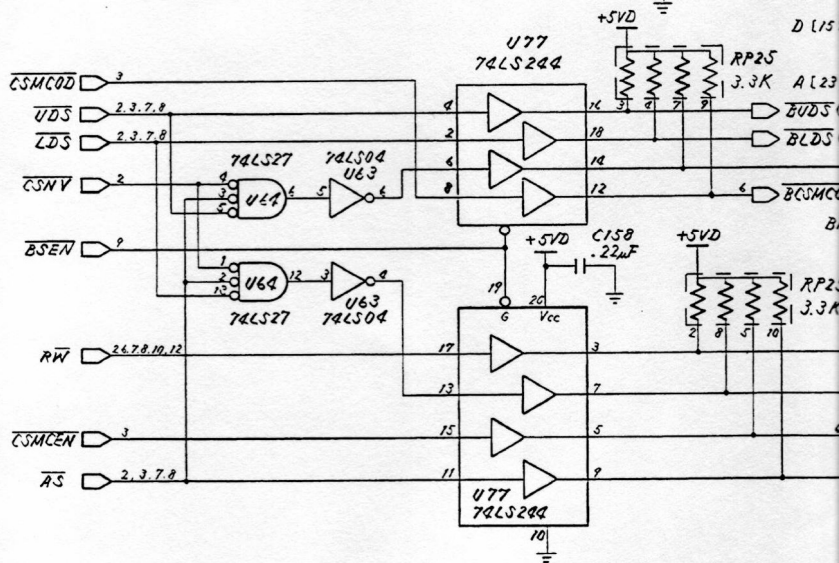 +5VD
D [15
U77
74LS244
RP25
3.3K
A [23
CSMCOD 3
3 4 7 9
UDS 2,3,7,8
4 16
BUDS
LDS 2,3,7,8
2 18
BLDS
74LS27 74LS04
U63
CSNV 2
4
3
5
U64 6 5 6
6 14
8 12
6 BCSMCO
BSEN 9
+5VD C158
.22µF
+5VD
1
2
13
U64 12 3 4
U63
74LS27 74LS04
19 20
G Vcc
RP25
3.3K
2 8 5 10
RW 2,6,7,8,10,12
17 3
13 7
CSMCEN 3
15 5
AS 2,3,7,8
11 9
U77
74LS244
10